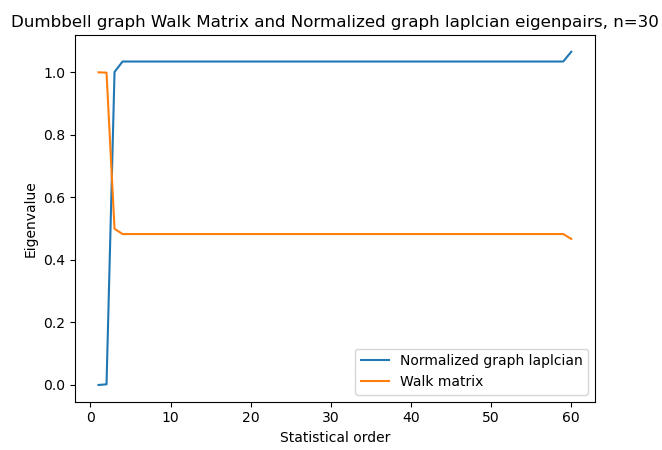 Dumbbell graph Walk Matrix and Normalized graph laplcian eigenpairs, n=30
1.0
0.8
0.6
0.4
0.2
0.0
Eigenvalue
Normalized graph laplcian
Walk matrix
0 10 20 30 40 50 60
Statistical order